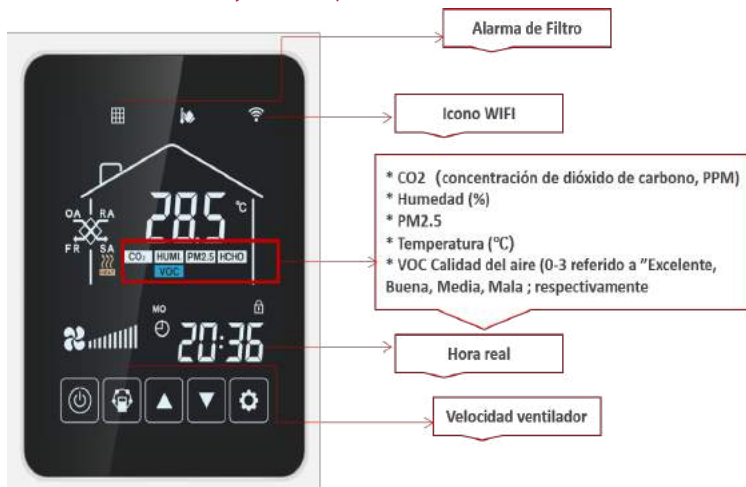 Alarma de Filtro
Icono WIFI
* CO2 (concentración de dióxido de carbono, PPM)
* Humedad (%)
* PM2.5
* Temperatura (°C)
* VOC Calidad del aire (0-3 referido a "Excelente,
Buena, Media, Mala ; respectivamente
Hora real
Velocidad ventilador
28.5 °C
OA RA
FR SA
CO₂ HUMI. PM2.5 HCHO
VOC
MO
20:36